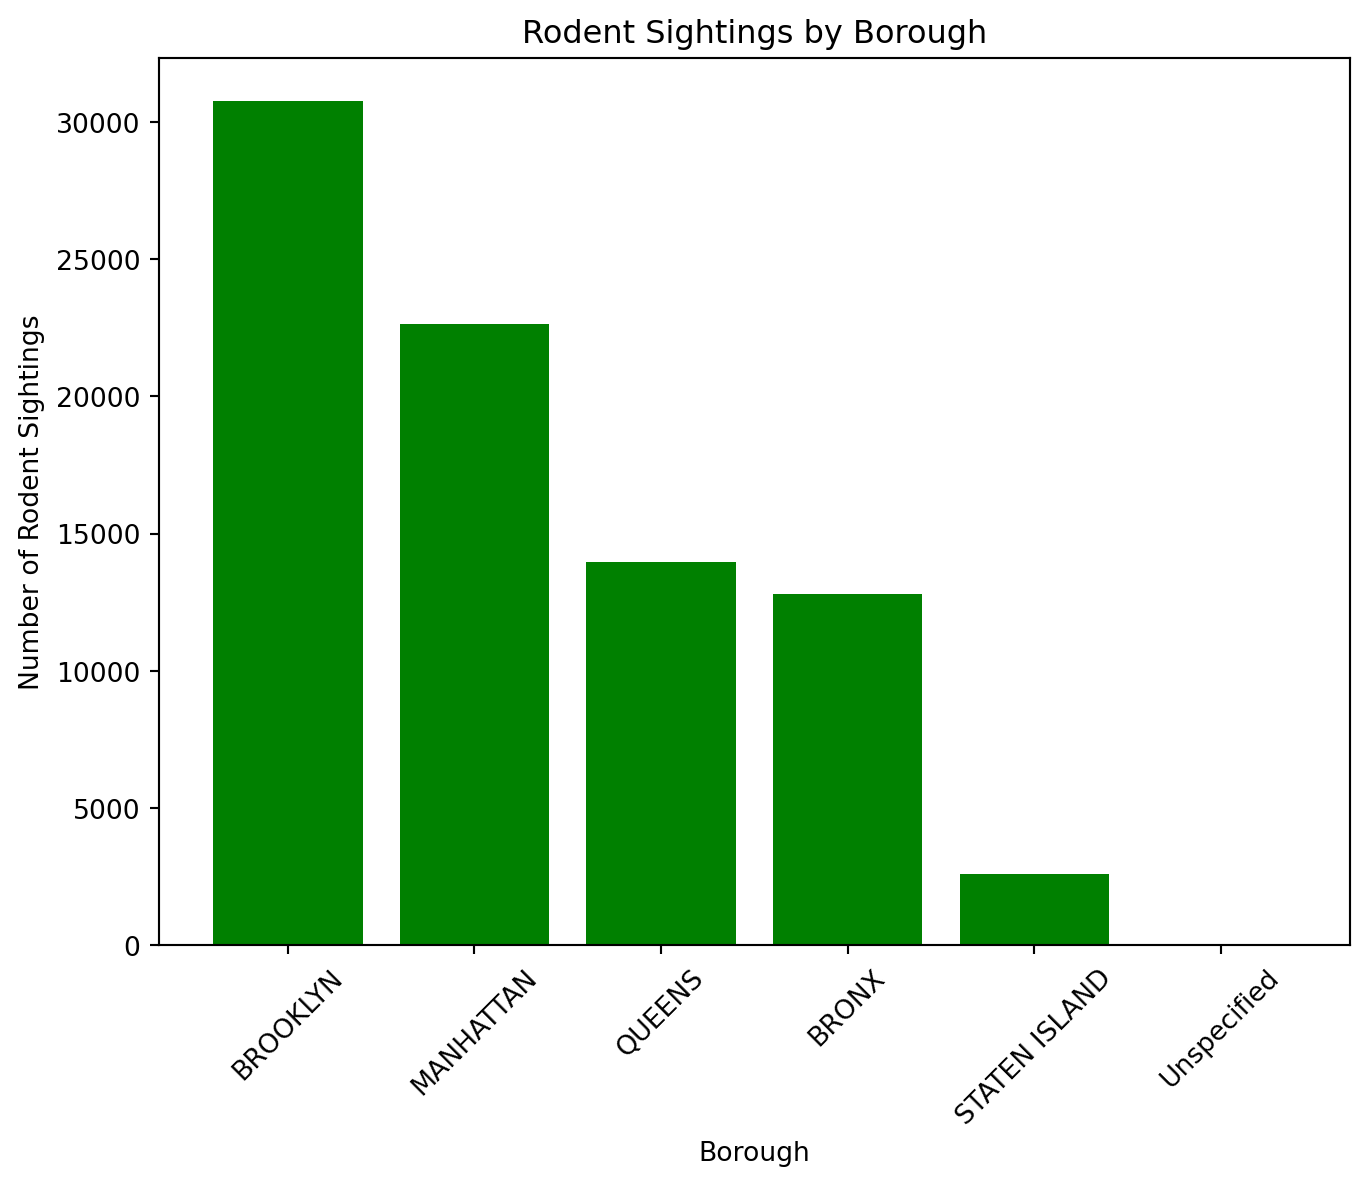 Rodent Sightings by Borough
Number of Rodent Sightings
30000
25000
20000
15000
10000
5000
0
BROOKLYN
MANHATTAN
QUEENS
BRONX
STATEN ISLAND
Unspecified
Borough